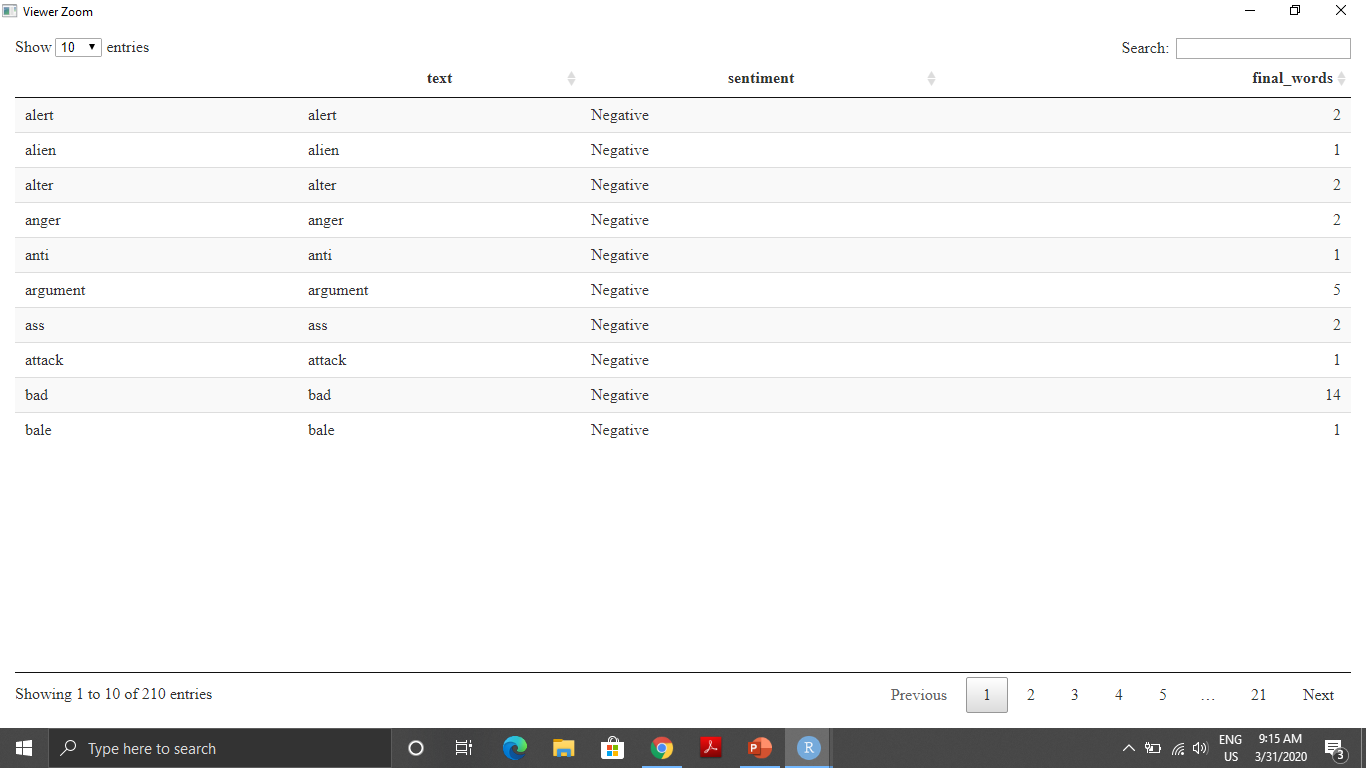 Viewer Zoom
Show 10 entries Search:
text sentiment final_words
alert alert Negative 2
alien alien Negative 1
alter alter Negative 2
anger anger Negative 2
anti anti Negative 1
argument argument Negative 5
ass ass Negative 2
attack attack Negative 1
bad bad Negative 14
bale bale Negative 1
Showing 1 to 10 of 210 entries Previous 1 2 3 4 5 … 21 Next
Type here to search
ENG 9:15 AM
US 3/31/2020 3